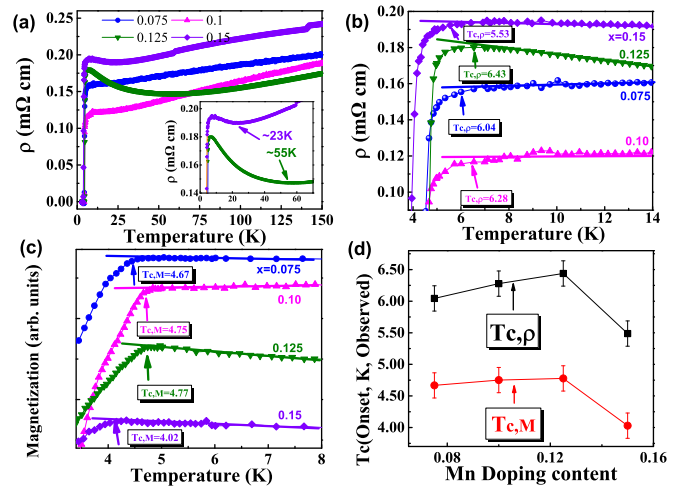 0.075
0.1
0.125
0.15
0.25
0.20
0.15
0.10
0.05
0.00
ρ (mΩ cm)
(a)
0.20
0.18
0.16
0.14
ρ (mΩ cm)
~23K
~55K
0
20
40
60
0 25 50 75 100 125 150
Temperature (K)
(b)
0.20
0.18
0.16
0.14
0.12
ρ (mΩ cm)
Tc,ρ=5.53
x=0.15
0.125
Tc,ρ=6.43
0.075
Tc,ρ=6.04
0.10
Tc,ρ=6.28
4 6 8 10 12 14
Temperature (K)
(c)
Magnetization (arb. units)
x=0.075
Tc,M=4.67
0.10
Tc,M=4.75
0.125
Tc,M=4.77
0.15
Tc,M=4.02
4 5 6 7 8
Temperature (K)
(d)
Tc(Onset, K, Observed)
6.50
6.00
5.50
5.00
4.50
4.00
Tc,ρ
Tc,M
0.08 0.12 0.16
Mn Doping content